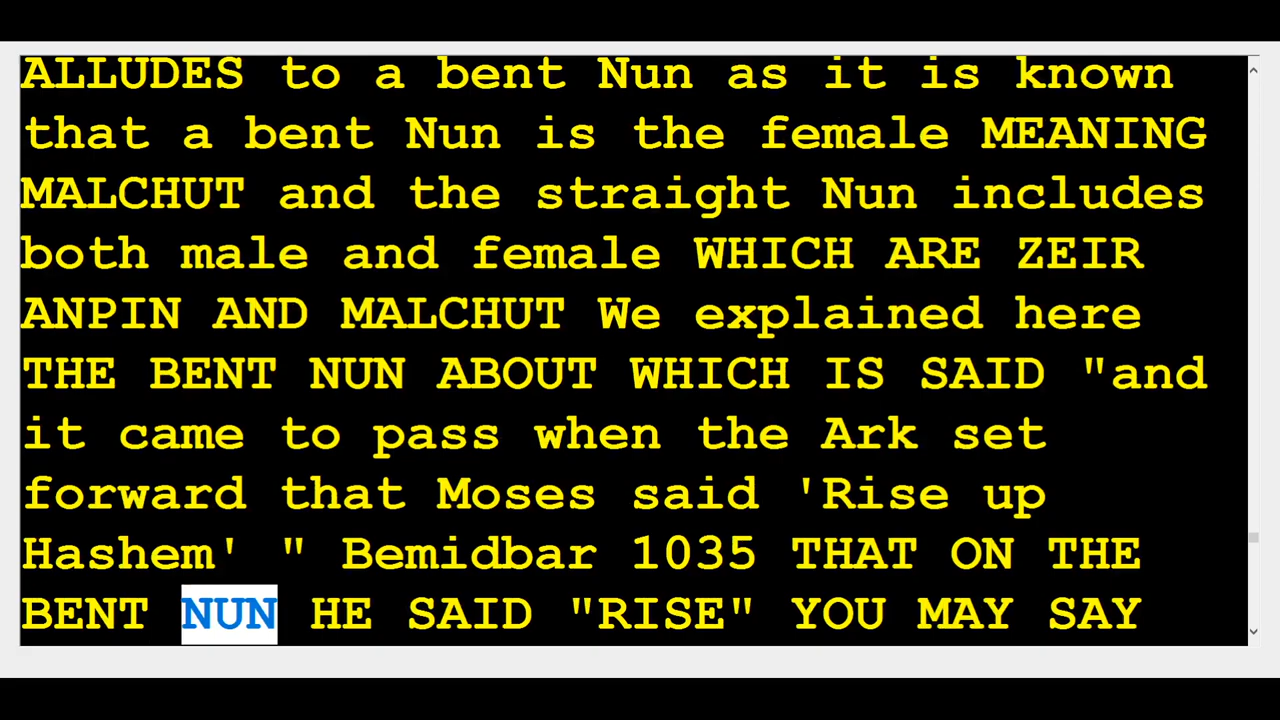 ALLUDES to a bent Nun as it is known
that a bent Nun is the female MEANING
MALCHUT and the straight Nun includes
both male and female WHICH ARE ZEIR
ANPIN AND MALCHUT We explained here
THE BENT NUN ABOUT WHICH IS SAID "and
it came to pass when the Ark set
forward that Moses said 'Rise up
Hashem' " Bemidbar 1035 THAT ON THE
BENT NUN HE SAID "RISE" YOU MAY SAY